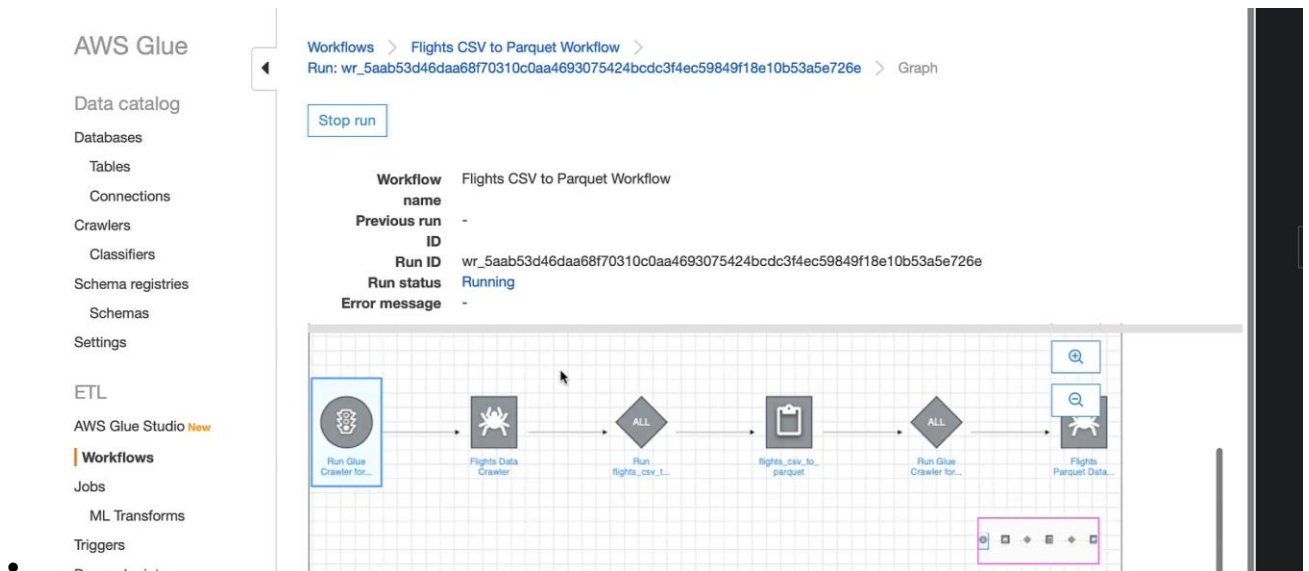 AWS Glue
Data catalog
Databases
Tables
Connections
Crawlers
Classifiers
Schema registries
Schemas
Settings
ETL
AWS Glue Studio New
Workflows
Jobs
ML Transforms
Triggers
Workflows > Flights CSV to Parquet Workflow >
Run: wr_5aab53d46daa68f70310c0aa4693075424bcdc3f4ec59849f18e10b53a5e726e > Graph
Stop run
Workflow name Flights CSV to Parquet Workflow
Previous run ID -
Run ID wr_5aab53d46daa68f70310c0aa4693075424bcdc3f4ec59849f18e10b53a5e726e
Run status Running
Error message -
ALL
ALL
Run Glue
Crawler for...
Flights Data
Crawler
Run
flights_csv_t...
flights_csv_to_
parquet
Run Glue
Crawler for...
Flights
Parquet Data...